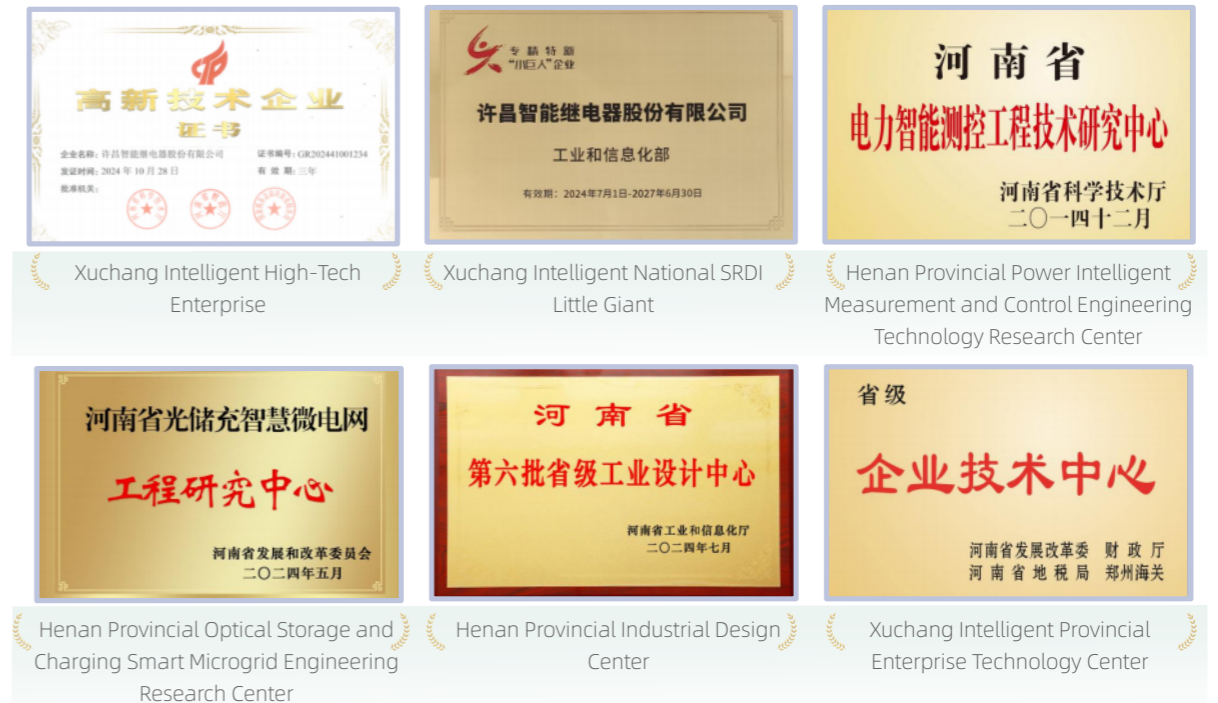 高新技术企业
证书
企业名称：许昌智能继电器股份有限公司
证书编号：GR202441001234
发证时间：2024年10月28日
有效期：三年
批准机关：
专精特新
“小巨人”企业
许昌智能继电器股份有限公司
工业和信息化部
有效期：2024年7月1日-2027年6月30日
河南省
电力智能测控工程技术研究中心
河南省科学技术厅
二〇一四十二月
Xuchang Intelligent High-Tech
Enterprise
Xuchang Intelligent National SRDI
Little Giant
Henan Provincial Power Intelligent
Measurement and Control Engineering
Technology Research Center
河南省光储充智慧微电网
工程研究中心
河南省发展和改革委员会
二〇二四年五月
河南省
第六批省级工业设计中心
河南省工业和信息化厅
二〇二四年七月
省级
企业技术中心
河南省发展改革委 财政厅
河南省地税局 郑州海关
Henan Provincial Optical Storage and
Charging Smart Microgrid Engineering
Research Center
Henan Provincial Industrial Design
Center
Xuchang Intelligent Provincial
Enterprise Technology Center